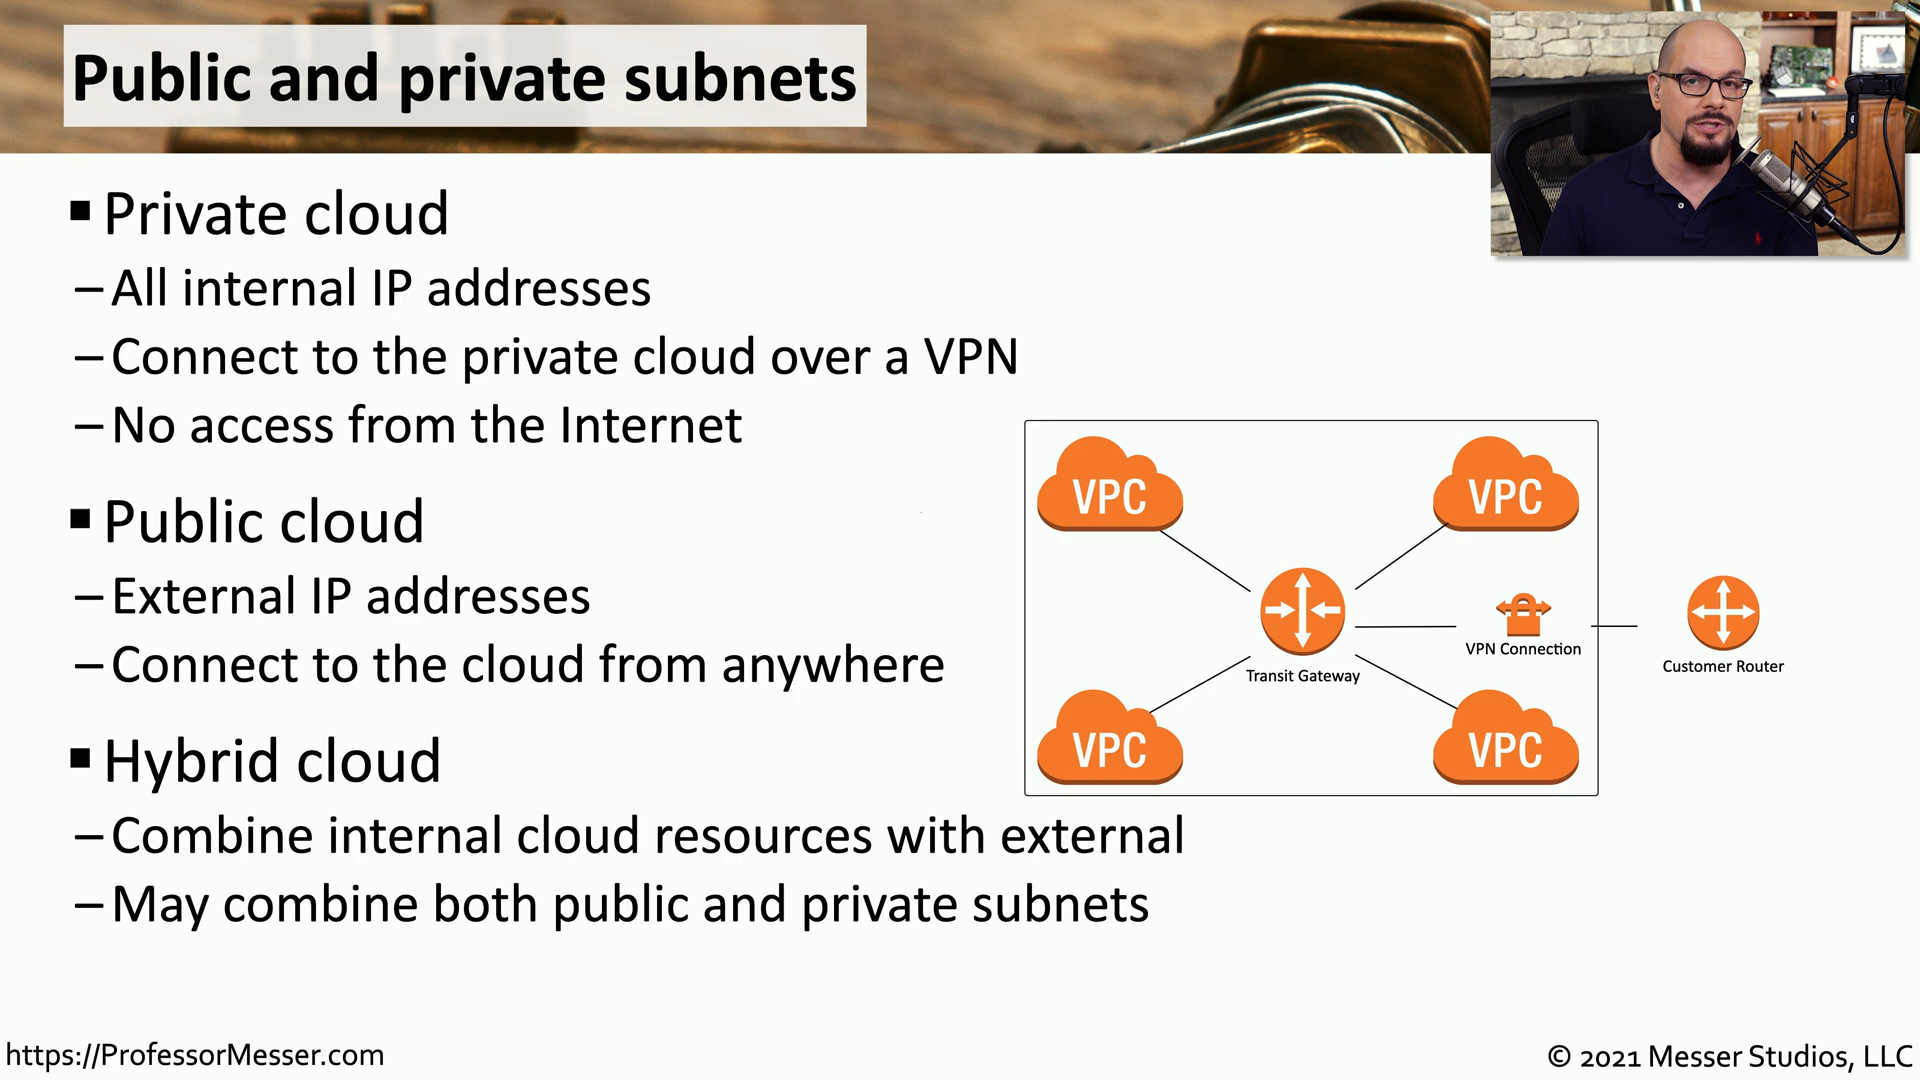 Public and private subnets
▪ Private cloud
– All internal IP addresses
– Connect to the private cloud over a VPN
– No access from the Internet
▪ Public cloud
– External IP addresses
– Connect to the cloud from anywhere
▪ Hybrid cloud
– Combine internal cloud resources with external
– May combine both public and private subnets
VPC
VPC
Transit Gateway
VPN Connection
Customer Router
VPC
VPC
https://ProfessorMesser.com
© 2021 Messer Studios, LLC